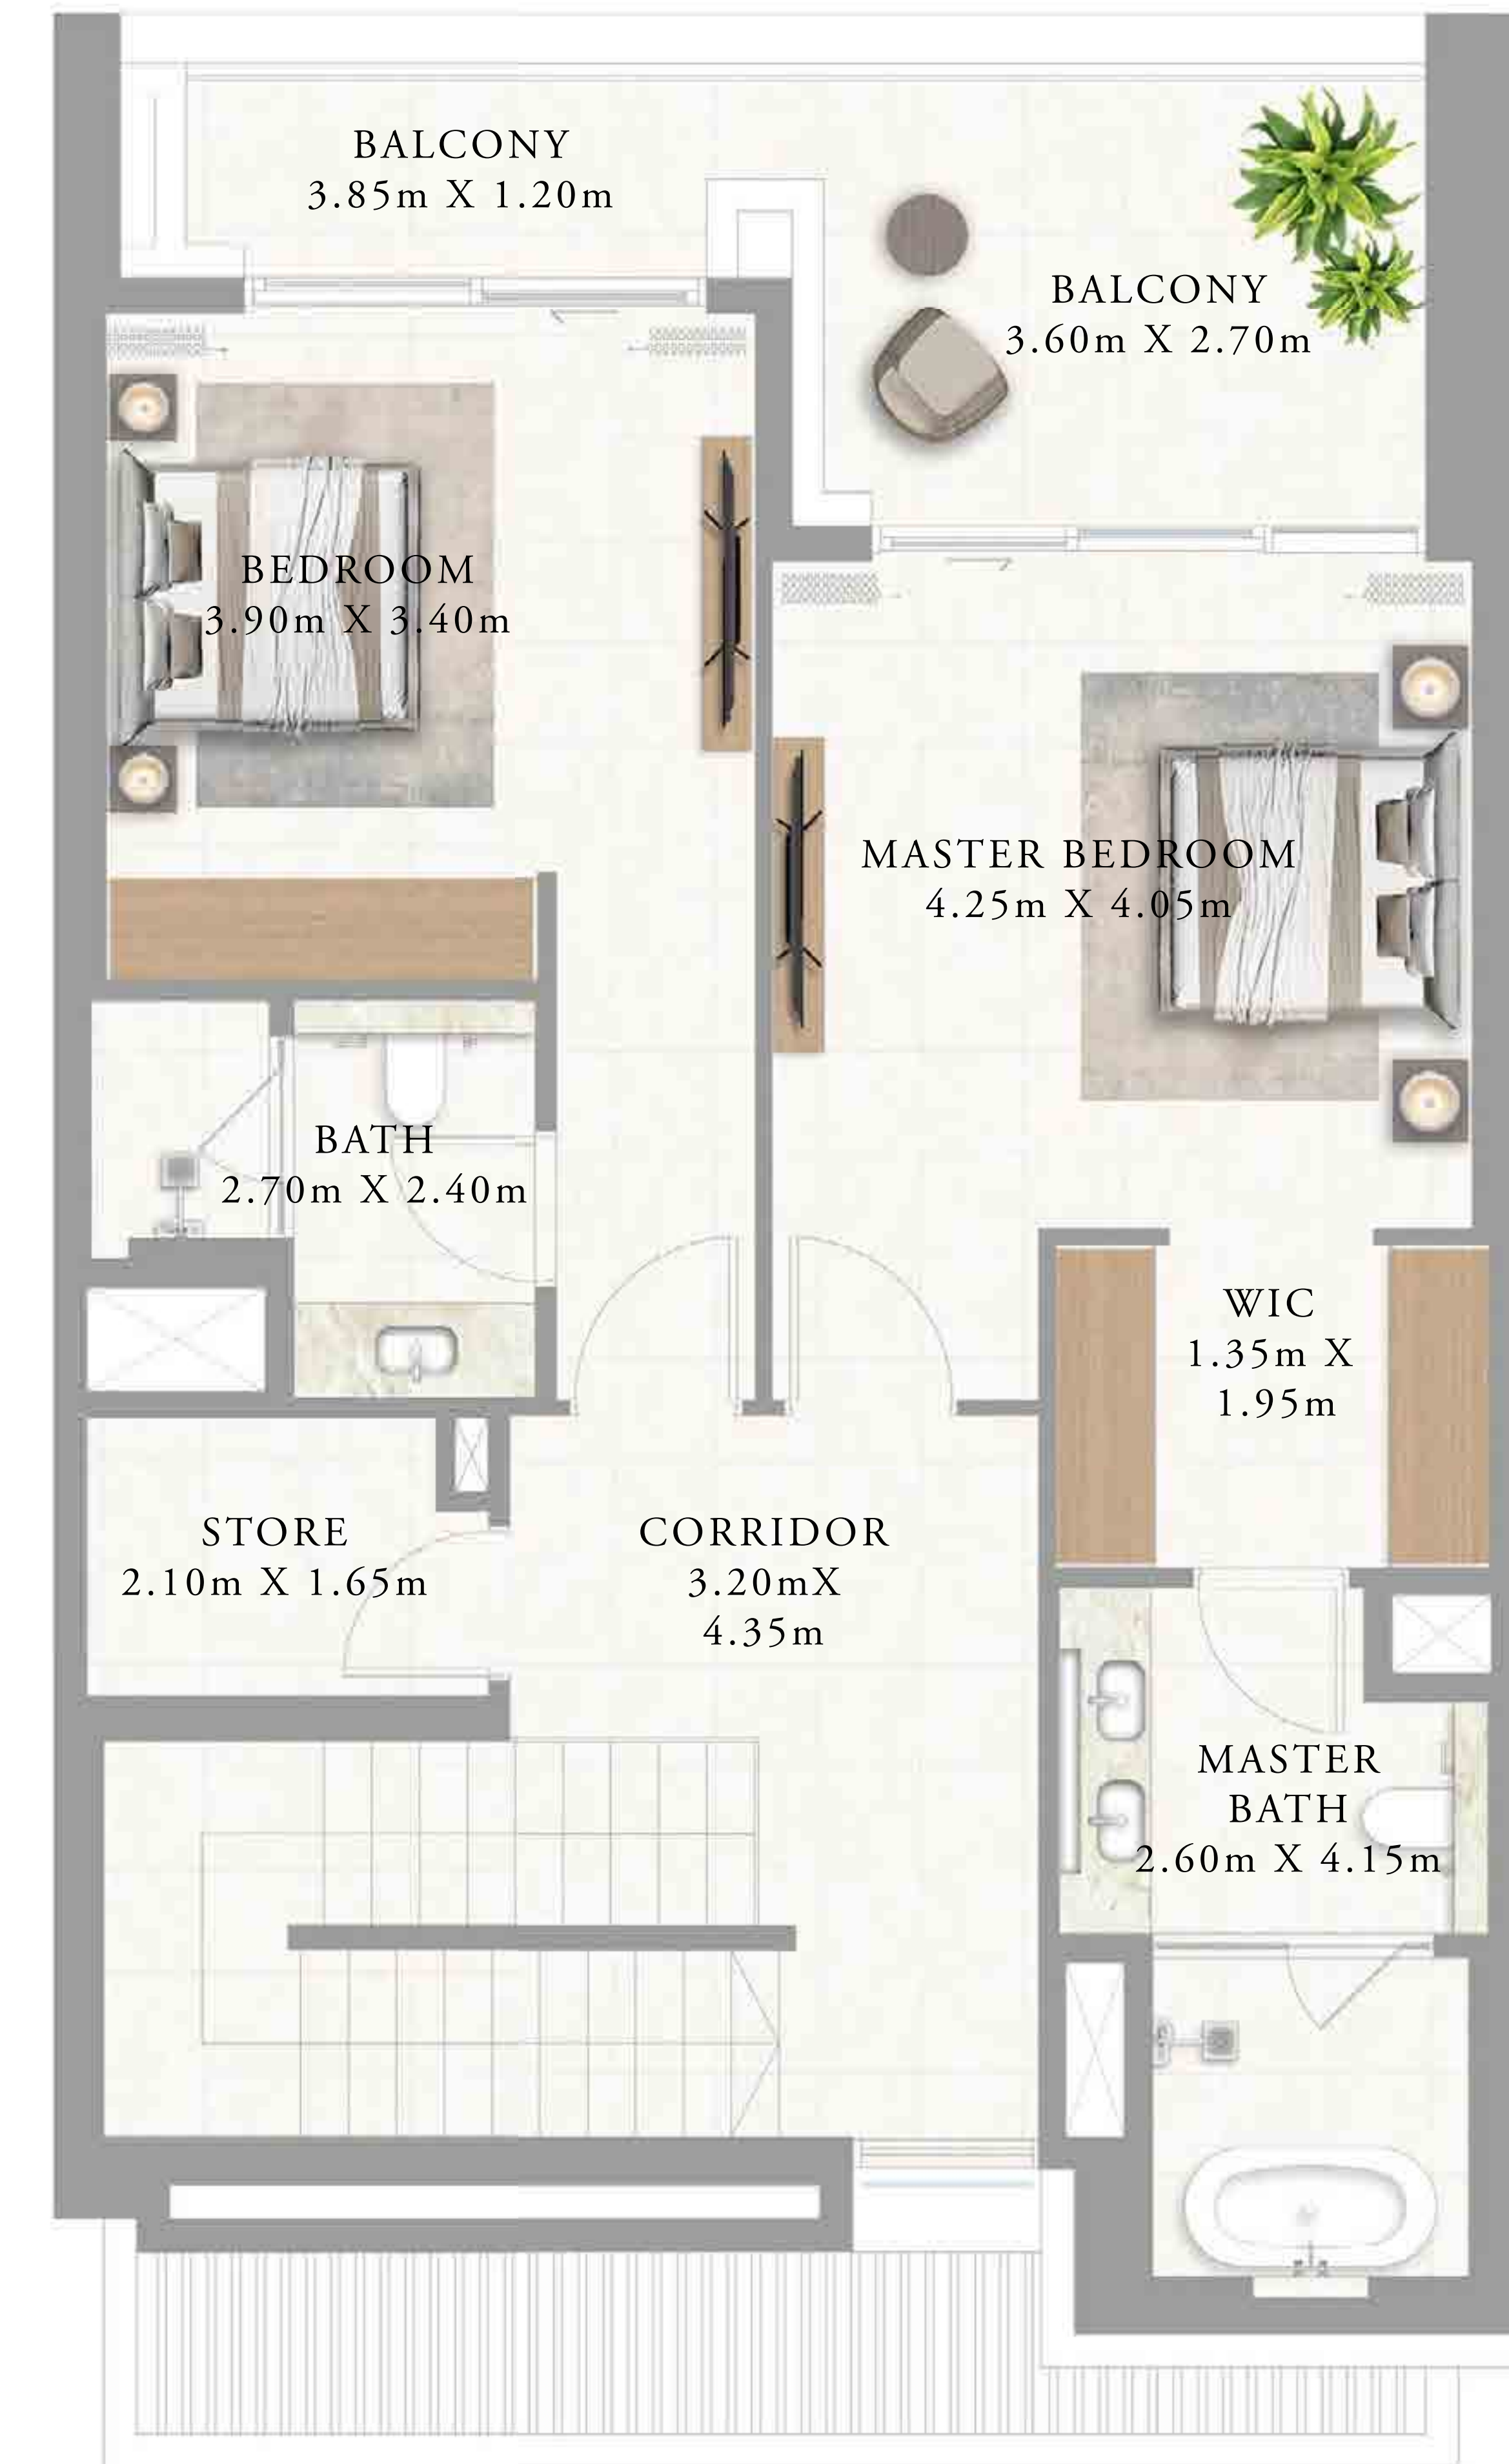 BALCONY
3.85m X 1.20m
BALCONY
3.60m X 2.70m
BEDROOM
3.90m X 3.40m
MASTER BEDROOM
4.25m X 4.05m
BATH
2.70m X 2.40m
WIC
1.35m X
1.95m
STORE
2.10m X 1.65m
CORRIDOR
3.20mX
4.35m
MASTER
BATH
2.60m X 4.15m